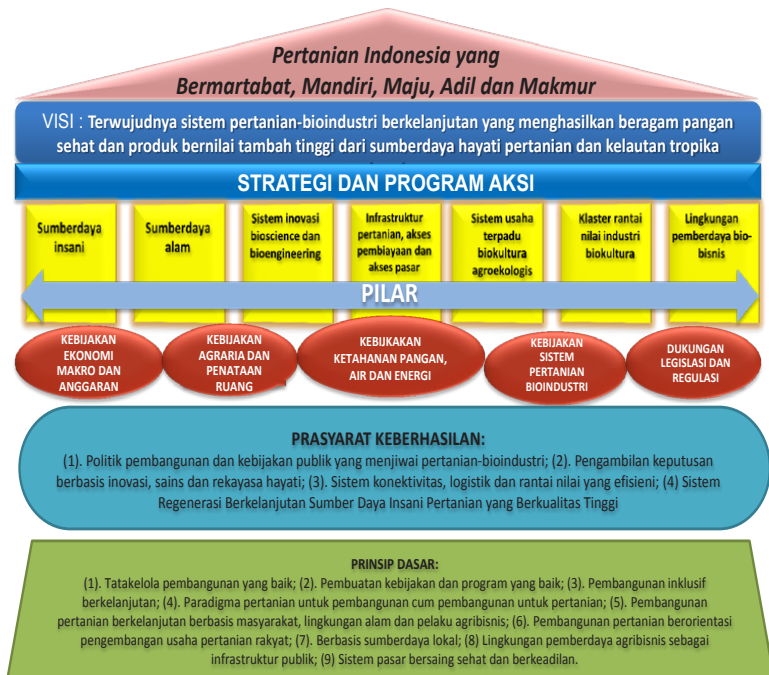 Pertanian Indonesia yang
Bermartabat, Mandiri, Maju, Adil dan Makmur
VISI : Terwujudnya sistem pertanian-bioindustri berkelanjutan yang menghasilkan beragam pangan
sehat dan produk bernilai tambah tinggi dari sumberdaya hayati pertanian dan kelautan tropika
STRATEGI DAN PROGRAM AKSI
Sumberdaya
insani
Sumberdaya
alam
Sistem inovasi
bioscience dan
bioengineering
Infrastruktur
pertanian, akses
pembiayaan dan
akses pasar
Sistem usaha
terpadu
biokultura
agroekologis
Klaster rantai
nilai industri
biokultura
Lingkungan
pemberdaya bio-
bisnis
PILAR
KEBIJAKAN
EKONOMI
MAKRO DAN
ANGGARAN
KEBIJAKAN
AGRARIA DAN
PENATAAN
RUANG
KEBIJKAKAN
KETAHANAN PANGAN,
AIR DAN ENERGI
KEBIJAKAN
SISTEM
PERTANIAN
BIOINDUSTRI
DUKUNGAN
LEGISLASI DAN
REGULASI
PRASYARAT KEBERHASILAN:
(1). Politik pembangunan dan kebijakan publik yang menjiwai pertanian-bioindustri; (2). Pengambilan keputusan
berbasis inovasi, sains dan rekayasa hayati; (3). Sistem konektivitas, logistik dan rantai nilai yang efisieni; (4) Sistem
Regenerasi Berkelanjutan Sumber Daya Insani Pertanian yang Berkualitas Tinggi
PRINSIP DASAR:
(1). Tatakelola pembangunan yang baik; (2). Pembuatan kebijakan dan program yang baik; (3). Pembangunan inklusif
berkelanjutan; (4). Paradigma pertanian untuk pembangunan cum pembangunan untuk pertanian; (5). Pembangunan
pertanian berkelanjutan berbasis masyarakat, lingkungan alam dan pelaku agribisnis; (6). Pembangunan pertanian berorientasi
pengembangan usaha pertanian rakyat; (7). Berbasis sumberdaya lokal; (8) Lingkungan pemberdya agribisnis sebagai
infrastruktur publik; (9) Sistem pasar bersaing sehat dan berkeadilan.